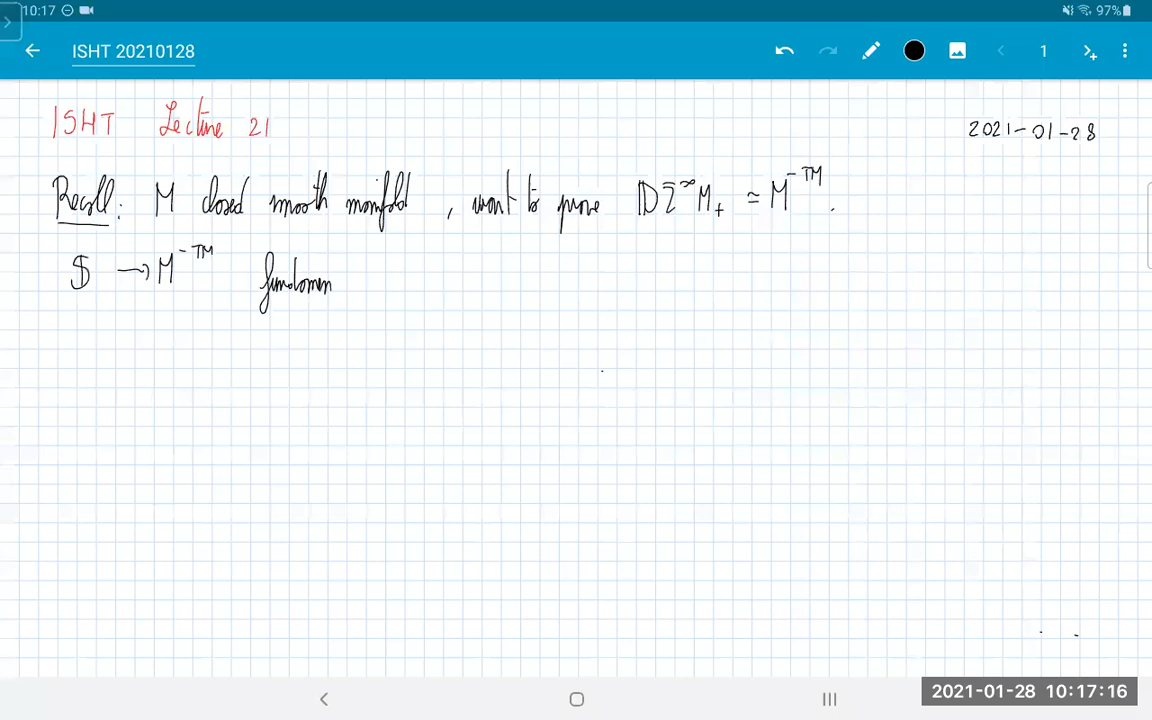 10:17
97%
ISHT 20210128
1
ISHT Lecture 21
2021-01-28
Recall: M closed smooth manifold, want to prove 𝔻Σ^∞M₊ ≃ M^{-TM}.
𝕊 → M^{-TM} fundamen
2021-01-28 10:17:16